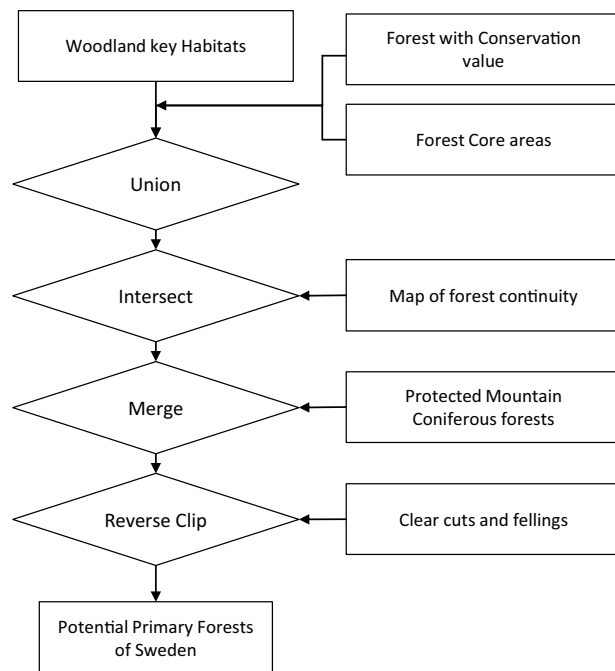 Woodland key Habitats
Forest with Conservation
value
Forest Core areas
Union
Intersect
Map of forest continuity
Merge
Protected Mountain
Coniferous forests
Reverse Clip
Clear cuts and fellings
Potential Primary Forests
of Sweden